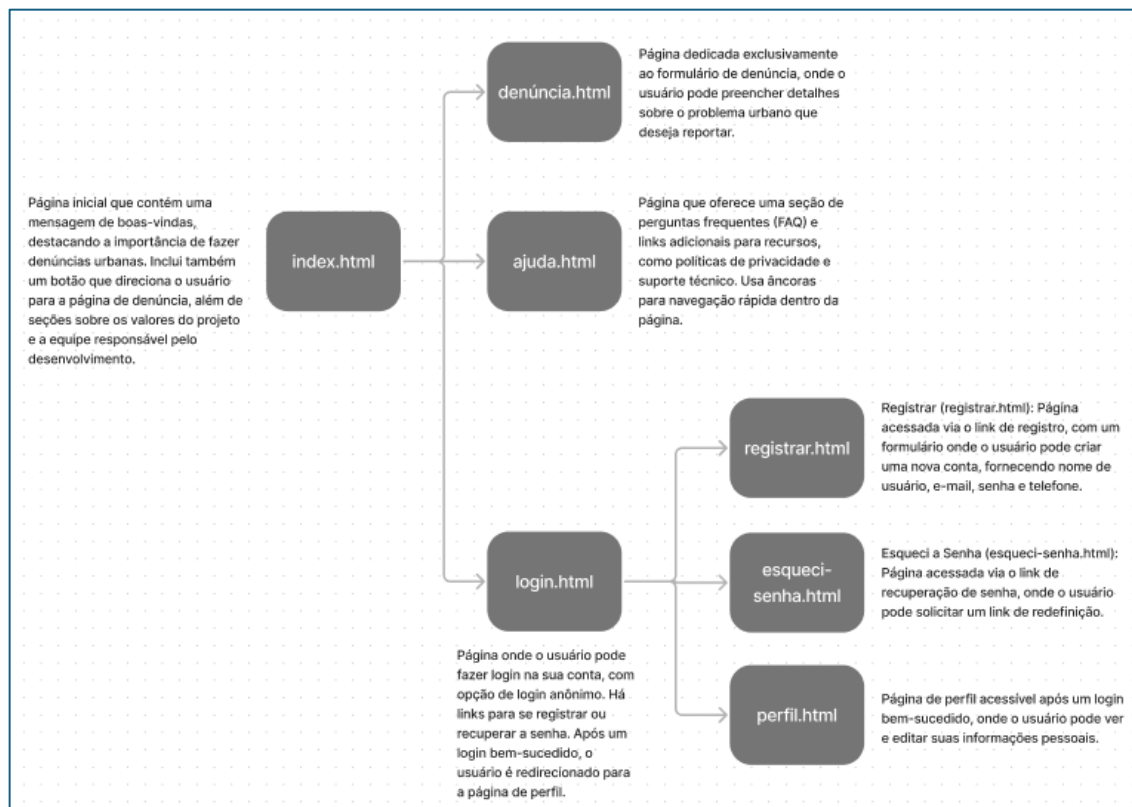 denúncia.html
Página dedicada exclusivamente
ao formulário de denúncia, onde o
usuário pode preencher detalhes
sobre o problema urbano que
deseja reportar.
Página inicial que contém uma
mensagem de boas-vindas,
destacando a importância de fazer
denúncias urbanas. Inclui também
um botão que direciona o usuário
para a página de denúncia, além de
seções sobre os valores do projeto
e a equipe responsável pelo
desenvolvimento.
index.html
ajuda.html
Página que oferece uma seção de
perguntas frequentes (FAQ) e
links adicionais para recursos,
como políticas de privacidade e
suporte técnico. Usa âncoras
para navegação rápida dentro da
página.
registrar.html
Registrar (registrar.html): Página
acessada via o link de registro, com um
formulário onde o usuário pode criar
uma nova conta, fornecendo nome de
usuário, e-mail, senha e telefone.
login.html
Página onde o usuário pode
fazer login na sua conta, com
opção de login anônimo. Há
links para se registrar ou
recuperar a senha. Após um
login bem-sucedido, o
usuário é redirecionado para
a página de perfil.
esqueci-
senha.html
Esqueci a Senha (esqueci-senha.html):
Página acessada via o link de
recuperação de senha, onde o usuário
pode solicitar um link de redefinição.
perfil.html
Página de perfil acessível após um login
bem-sucedido, onde o usuário pode ver
e editar suas informações pessoais.